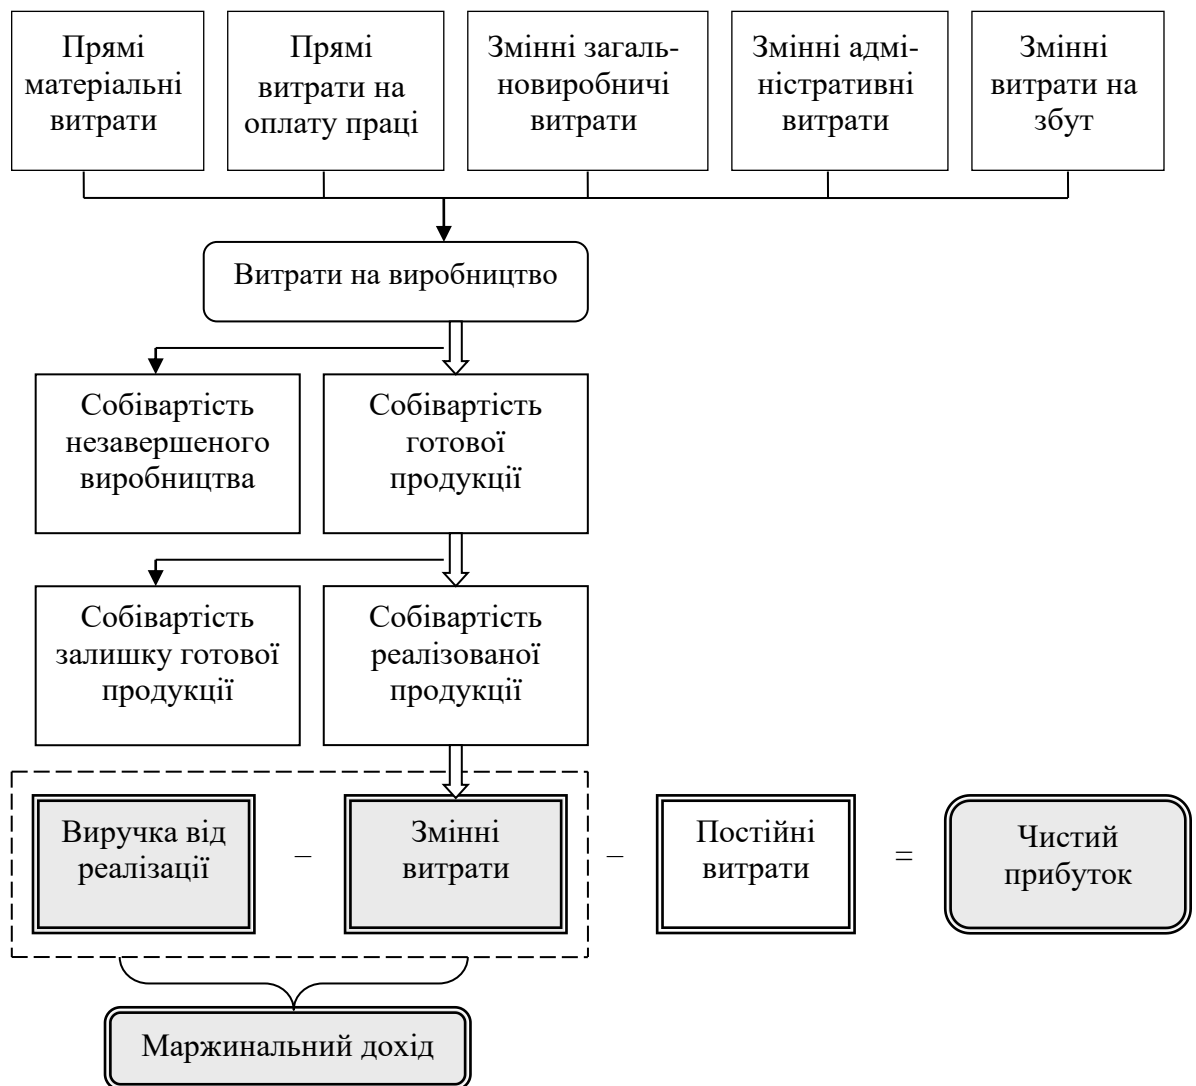 Прямі
матеріальні
витрати
Прямі
витрати на
оплату праці
Змінні загаль-
новиробничі
витрати
Змінні адмі-
ністративні
витрати
Змінні
витрати на
збут
Витрати на виробництво
Собівартість
незавершеного
виробництва
Собівартість
готової
продукції
Собівартість
залишку готової
продукції
Собівартість
реалізованої
продукції
Виручка від
реалізації
–
Змінні
витрати
–
Постійні
витрати
=
Чистий
прибуток
Маржинальний дохід